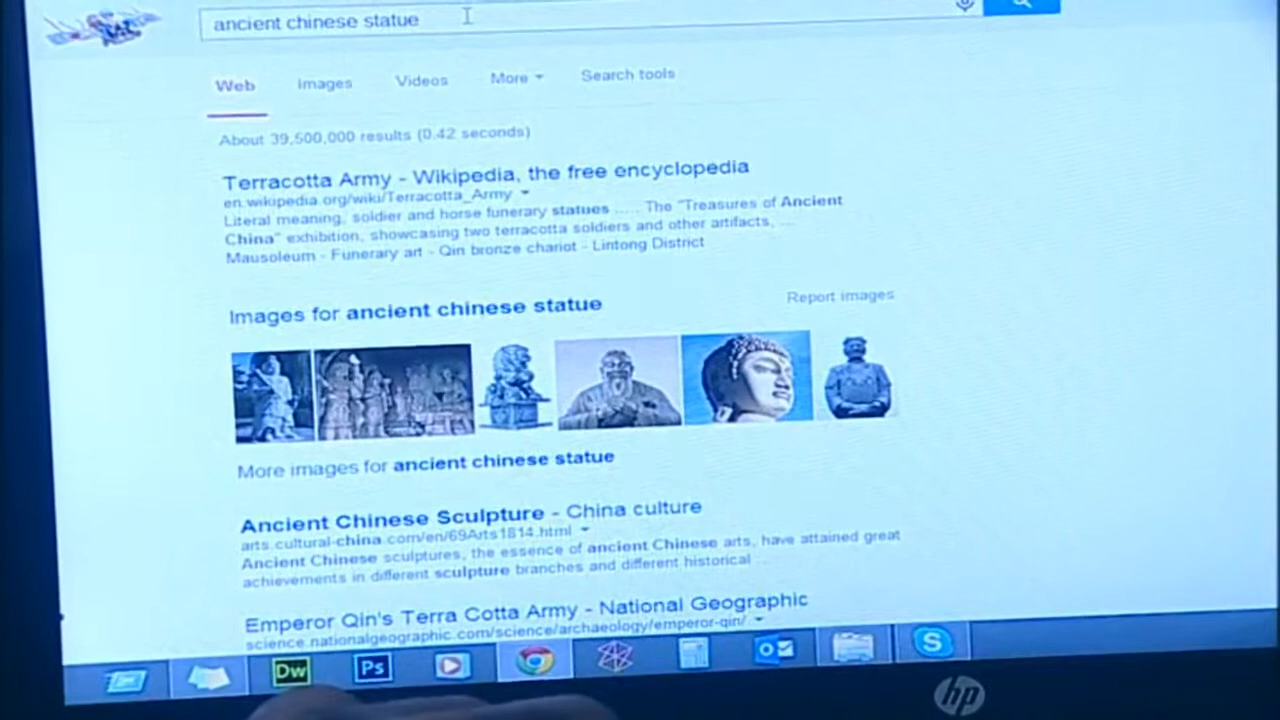 ancient chinese statue
Web Images Videos More Search tools
About 39,500,000 results (0.42 seconds)
Terracotta Army - Wikipedia, the free encyclopedia
en.wikipedia.org/wiki/Terracotta_Army
Literal meaning, soldier and horse funerary statues ..... The "Treasures of Ancient
China" exhibition, showcasing two terracotta soldiers and other artifacts, ...
Mausoleum - Funerary art - Qin bronze chariot - Lintong District
Images for ancient chinese statue Report images
More images for ancient chinese statue
Ancient Chinese Sculpture - China culture
arts.cultural-china.com/en/69Arts1814.html
Ancient Chinese sculptures, the essence of ancient Chinese arts, have attained great
achievements in different sculpture branches and different historical ...
Emperor Qin's Terra Cotta Army - National Geographic
science.nationalgeographic.com/science/archaeology/emperor-qin/
Dw Ps O S
hp